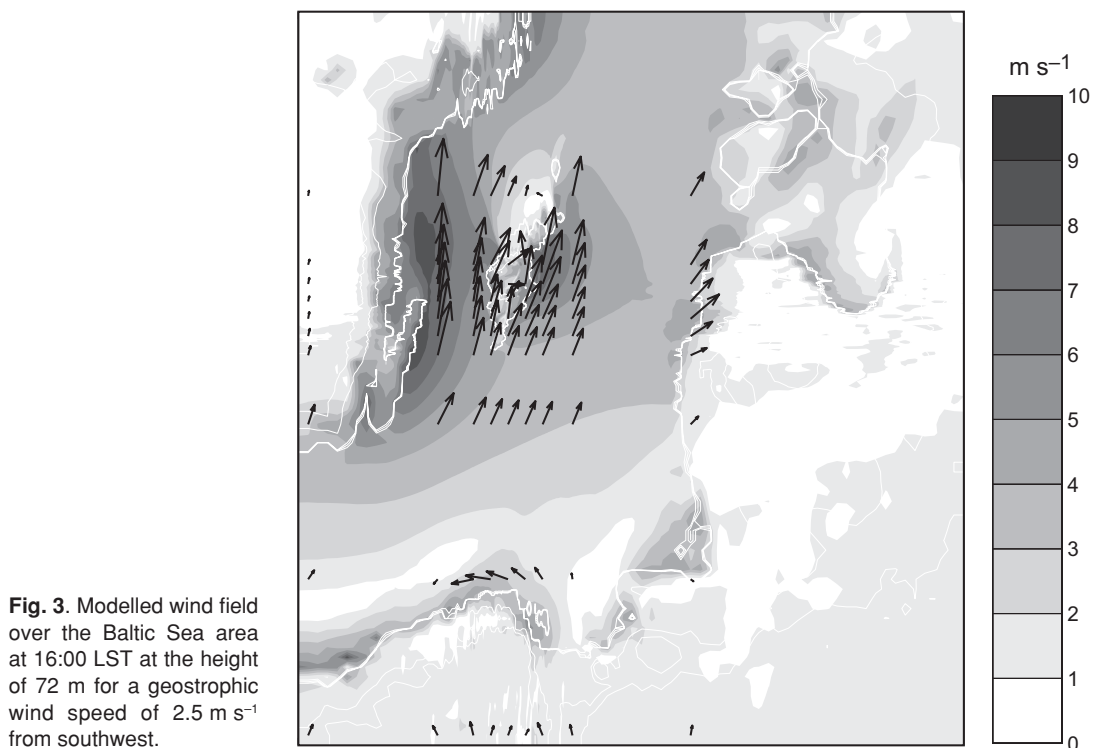 m s–1
10
9
8
7
6
5
4
3
2
1
0
Fig. 3. Modelled wind field
over the Baltic Sea area
at 16:00 LST at the height
of 72 m for a geostrophic
wind speed of 2.5 m s–1
from southwest.